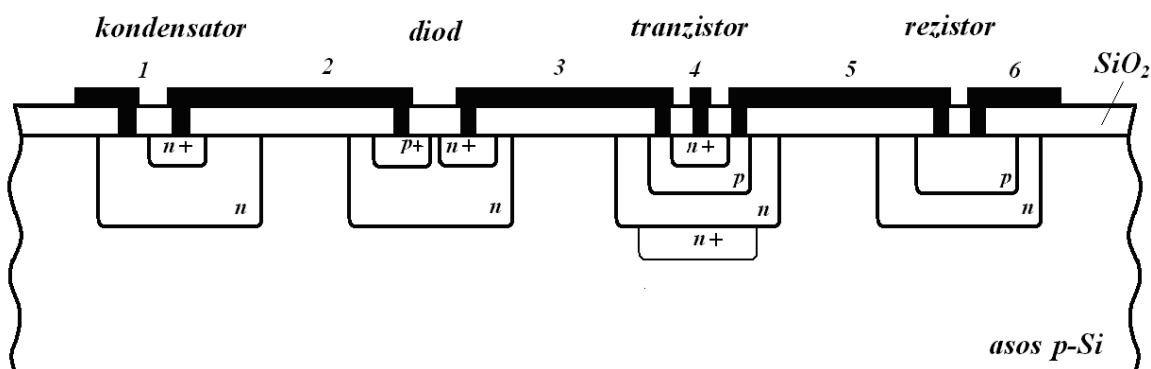 kondensator diod tranzistor rezistor
1 2 3 4 5 6 SiO₂
n+ p+ n+ n+
n n p n n
n+
asos p-Si